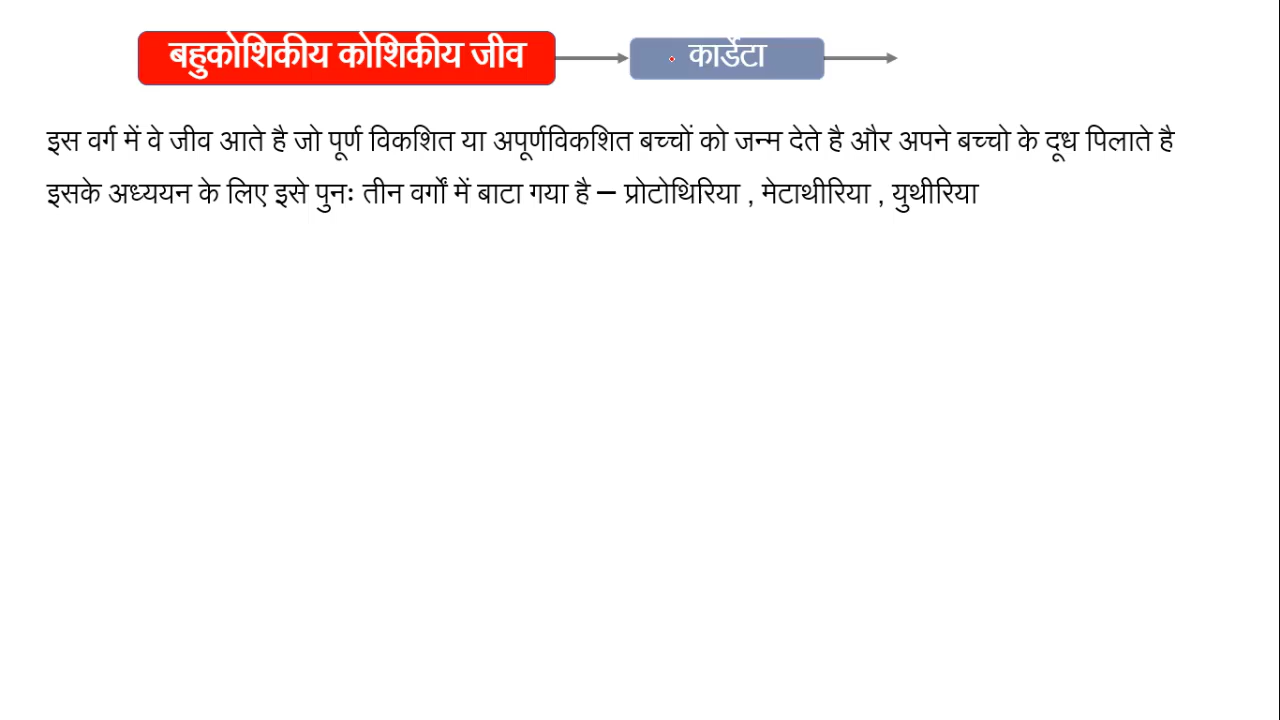 बहुकोशिकीय कोशिकीय जीव
कार्डेटा
इस वर्ग में वे जीव आते है जो पूर्ण विकशित या अपूर्णविकशित बच्चों को जन्म देते है और अपने बच्चो के दूध पिलाते है
इसके अध्ययन के लिए इसे पुनः तीन वर्गों में बाटा गया है – प्रोटोथिरिया , मेटाथीरिया , युथीरिया